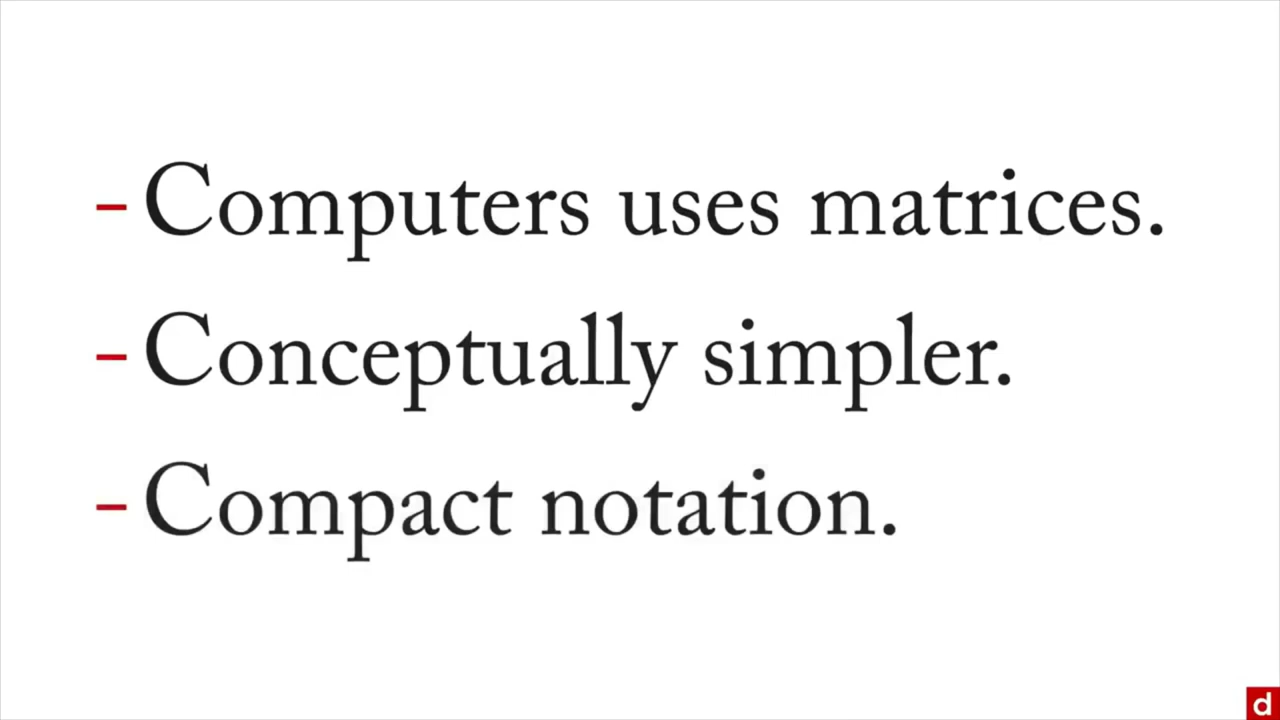 - Computers uses matrices.
- Conceptually simpler.
- Compact notation.
d